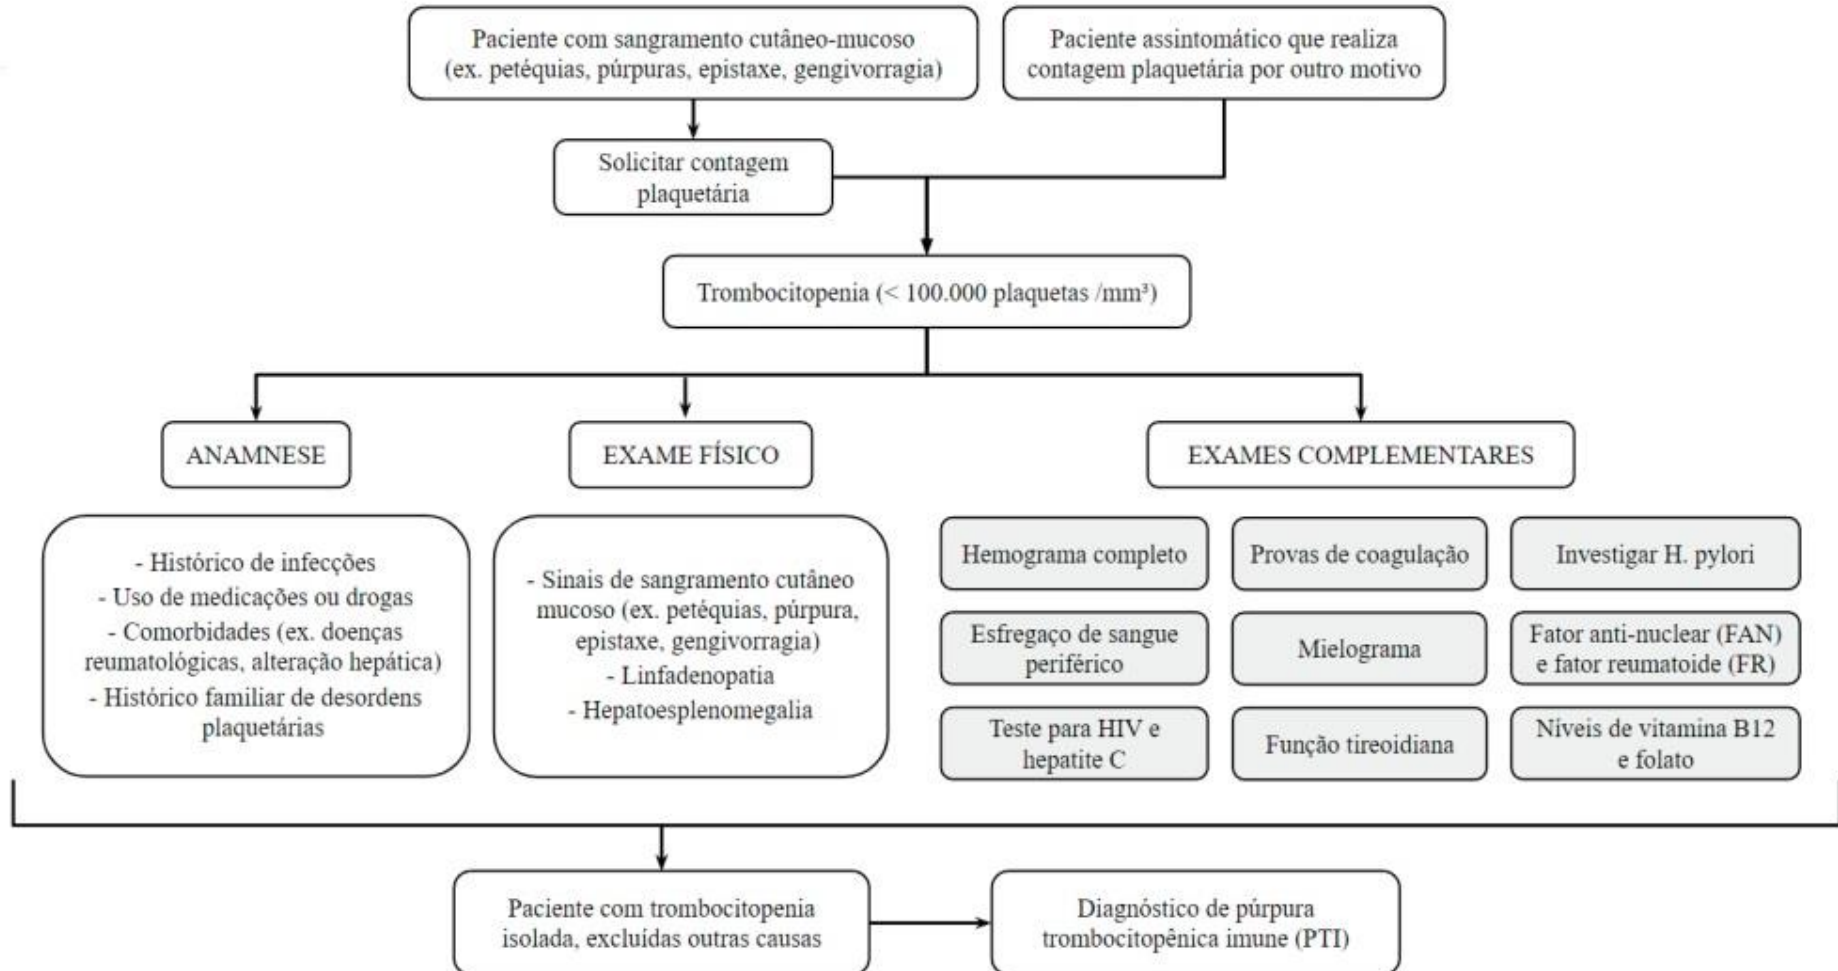 Paciente com sangramento cutâneo-mucoso
(ex. petéquias, púrpuras, epistaxe, gengivorragia)
Paciente assintomático que realiza
contagem plaquetária por outro motivo
Solicitar contagem
plaquetária
Trombocitopenia (< 100.000 plaquetas /mm³)
ANAMNESE
- Histórico de infecções
- Uso de medicações ou drogas
- Comorbidades (ex. doenças
reumatológicas, alteração hepática)
- Histórico familiar de desordens
plaquetárias
EXAME FÍSICO
- Sinais de sangramento cutâneo
mucoso (ex. petéquias, púrpura,
epistaxe, gengivorragia)
- Linfadenopatia
- Hepatoesplenomegalia
EXAMES COMPLEMENTARES
Hemograma completo
Provas de coagulação
Investigar H. pylori
Esfregaço de sangue
periférico
Mielograma
Fator anti-nuclear (FAN)
e fator reumatoide (FR)
Teste para HIV e
hepatite C
Função tireoidiana
Níveis de vitamina B12
e folato
Paciente com trombocitopenia
isolada, excluídas outras causas
Diagnóstico de púrpura
trombocitopênica imune (PTI)